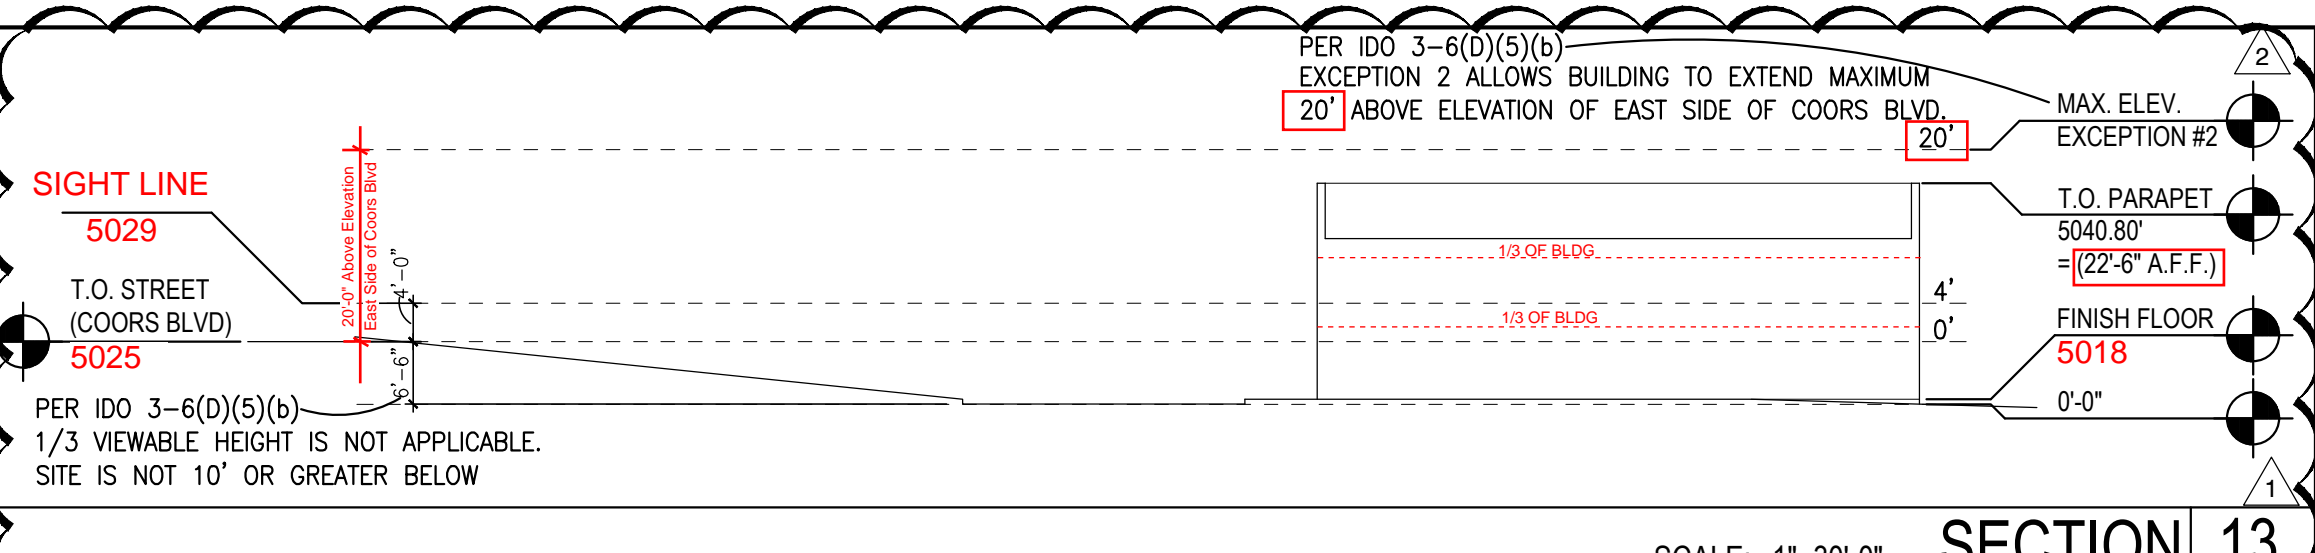 PER IDO 3-6(D)(5)(b)
EXCEPTION 2 ALLOWS BUILDING TO EXTEND MAXIMUM
20' ABOVE ELEVATION OF EAST SIDE OF COORS BLVD.
20'
2
MAX. ELEV.
EXCEPTION #2
SIGHT LINE
5029
T.O. STREET
(COORS BLVD)
5025
20'-0" Above Elevation
East Side of Coors Blvd
4'-0"
6'-6"
1/3 OF BLDG
1/3 OF BLDG
4'
0'
T.O. PARAPET
5040.80'
= (22'-6" A.F.F.)
FINISH FLOOR
5018
0'-0"
PER IDO 3-6(D)(5)(b)
1/3 VIEWABLE HEIGHT IS NOT APPLICABLE.
SITE IS NOT 10' OR GREATER BELOW
1
SECTION 13